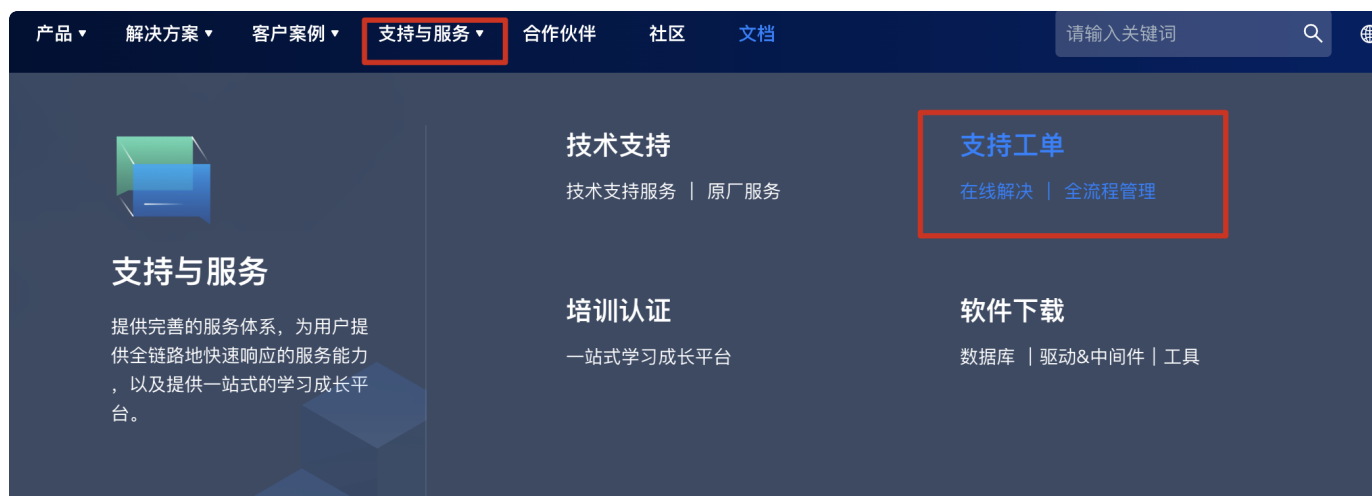 产品▼ 解决方案▼ 客户案例▼ 支持与服务▼ 合作伙伴 社区 文档 请输入关键词
支持与服务
提供完善的服务体系，为用户提
供全链路地快速响应的服务能力
，以及提供一站式的学习成长平
台。
技术支持
技术支持服务 | 原厂服务
支持工单
在线解决 | 全流程管理
培训认证
一站式学习成长平台
软件下载
数据库 | 驱动&中间件 | 工具